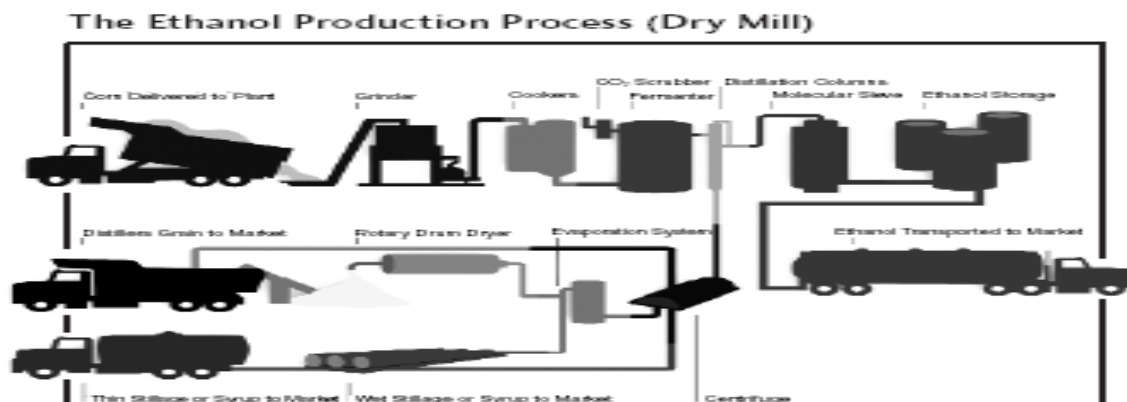 The Ethanol Production Process (Dry Mill)
CO₂ Scrubber Distillation Columns
Corn Delivered to Plant Grinder Cookers Fermenter Molecular Sieve Ethanol Storage
Distillers Grain to Market Rotary Drum Dryer Evaporation System Ethanol Transported to Market
Thin Stillage or Syrup to Market Wet Stillage or Syrup to Market Centrifuge